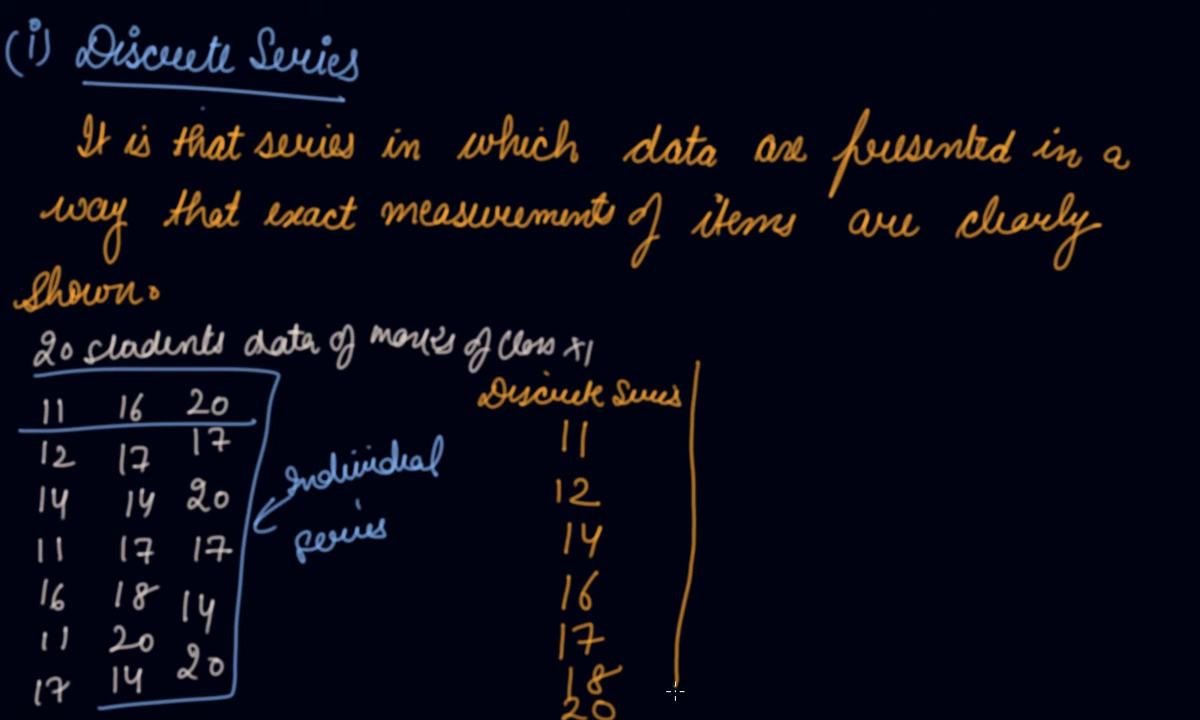 (i) Discrete Series
It is that series in which data are presented in a
way that exact measurements of items are clearly
shown.
20 students data of marks of class XI
11 16 20
12 17 17
14 14 20
11 17 17
16 18 14
11 20 20
17 14
Individual
series
Discrete Series
11
12
14
16
17
18
20